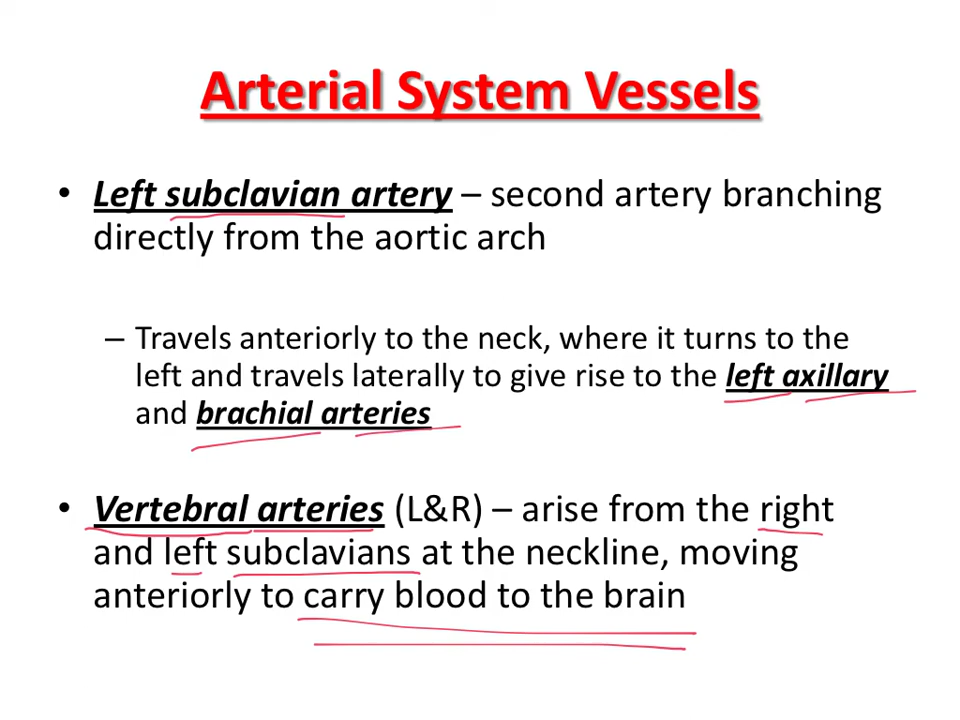 Arterial System Vessels
• Left subclavian artery – second artery branching
directly from the aortic arch
– Travels anteriorly to the neck, where it turns to the
left and travels laterally to give rise to the left axillary
and brachial arteries
• Vertebral arteries (L&R) – arise from the right
and left subclavians at the neckline, moving
anteriorly to carry blood to the brain